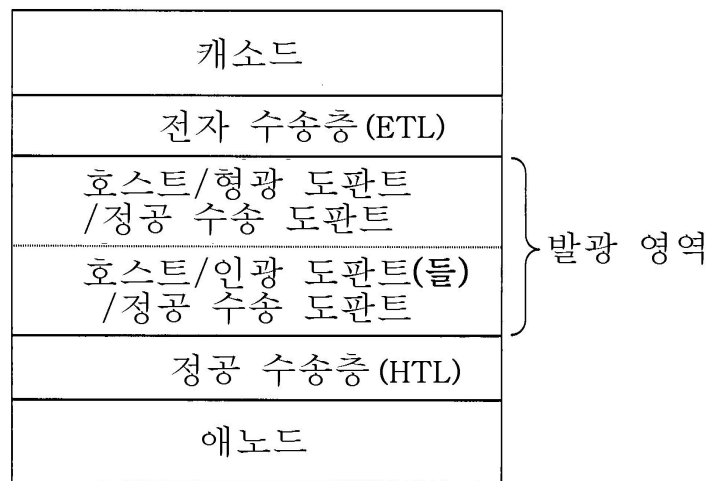 캐소드
전자 수송층(ETL)
호스트/형광 도판트
/정공 수송 도판트
호스트/인광 도판트(들)
/정공 수송 도판트
발광 영역
정공 수송층(HTL)
애노드